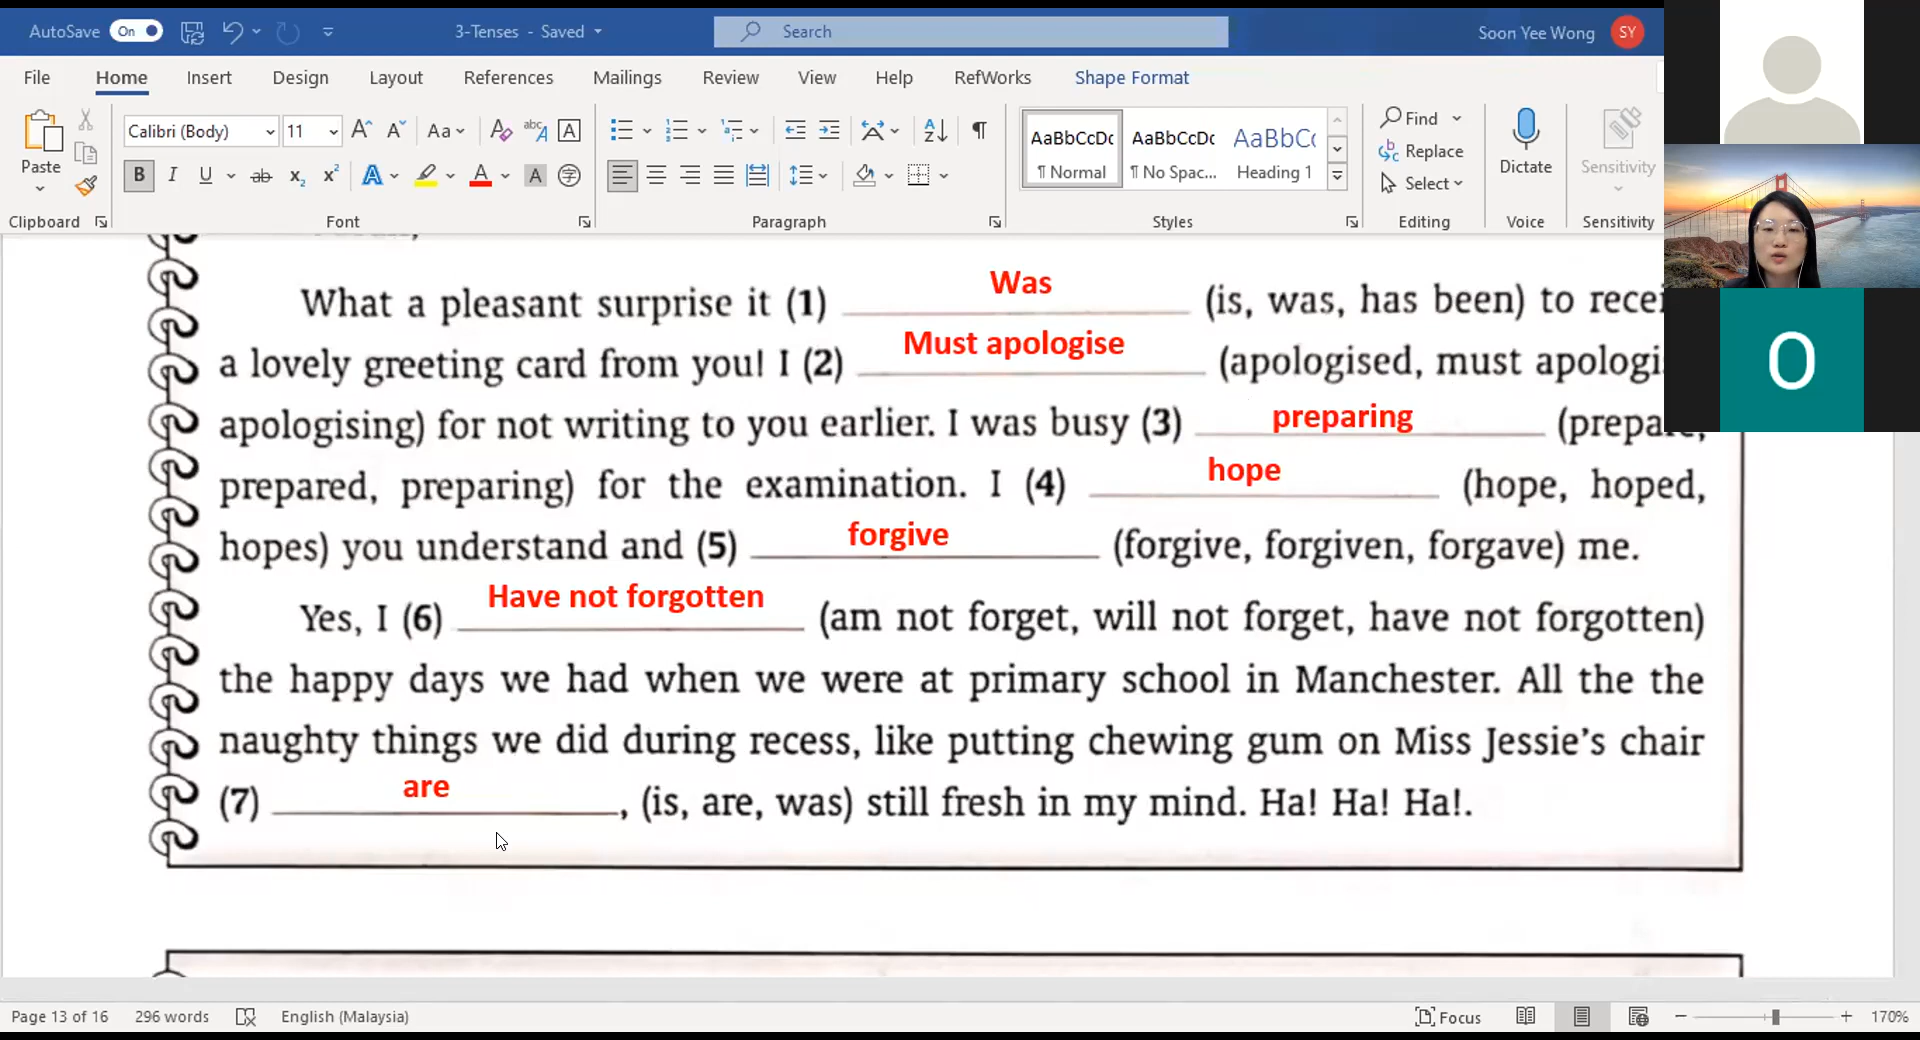 AutoSave On 3-Tenses - Saved Search Soon Yee Wong SY
File Home Insert Design Layout References Mailings Review View Help RefWorks Shape Format
Paste Calibri (Body) 11 Aa AaBbCcDc AaBbCcDc AaBbCc Find Replace Select Dictate Sensitivity
¶ Normal ¶ No Spac... Heading 1
Clipboard Font Paragraph Styles Editing Voice Sensitivity
What a pleasant surprise it (1) Was (is, was, has been) to recei
a lovely greeting card from you! I (2) Must apologise (apologised, must apologi
apologising) for not writing to you earlier. I was busy (3) preparing (prepare,
prepared, preparing) for the examination. I (4) hope (hope, hoped,
hopes) you understand and (5) forgive (forgive, forgiven, forgave) me.
Yes, I (6) Have not forgotten (am not forget, will not forget, have not forgotten)
the happy days we had when we were at primary school in Manchester. All the the
naughty things we did during recess, like putting chewing gum on Miss Jessie's chair
(7) are, (is, are, was) still fresh in my mind. Ha! Ha! Ha!.
O
Page 13 of 16 296 words English (Malaysia) Focus 170%